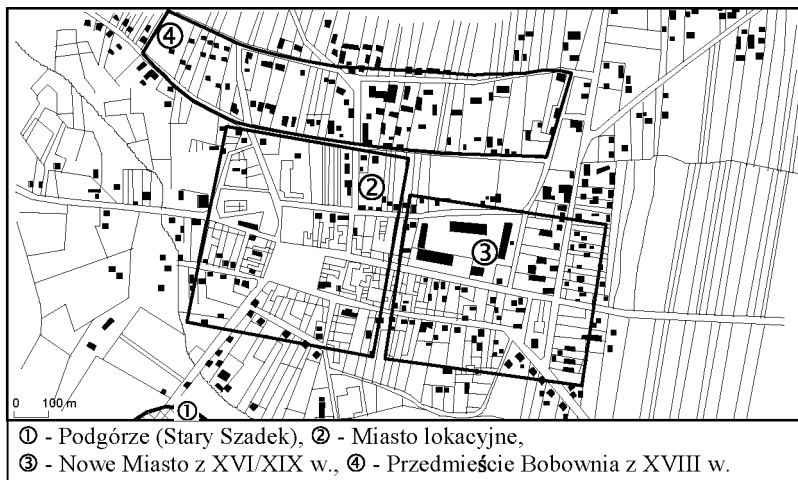 ④
②
③
0 100 m
①
① - Podgórze (Stary Szadek), ② - Miasto lokacyjne,
③ - Nowe Miasto z XVI/XIX w., ④ - Przedmieście Bobownia z XVIII w.